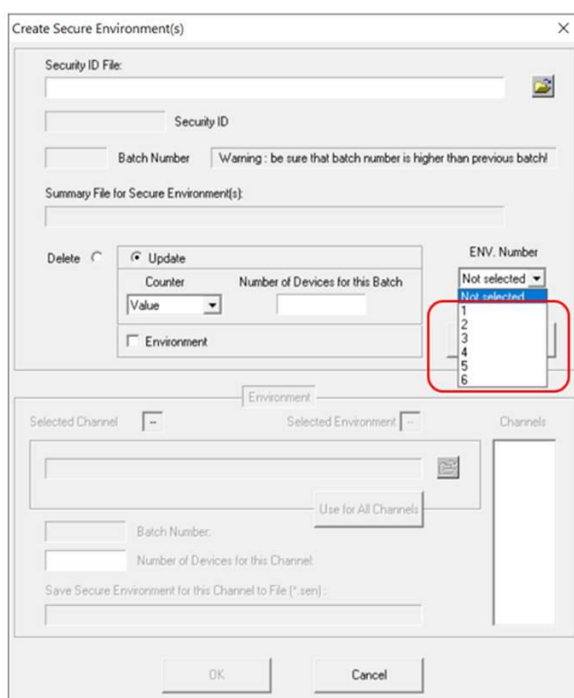 Create Secure Environment(s)
Security ID File:
Security ID
Batch Number
Warning : be sure that batch number is higher than previous batch!
Summary File for Secure Environment(s):
Delete
Update
ENV. Number
Counter
Number of Devices for this Batch
Not selected
Value
Not selected
1
2
3
4
5
6
Environment
Environment
Selected Channel
--
Selected Environment
--
Channels
Use for All Channels
Batch Number:
Number of Devices for this Channel:
Save Secure Environment for this Channel to File (*.sen) :
OK
Cancel